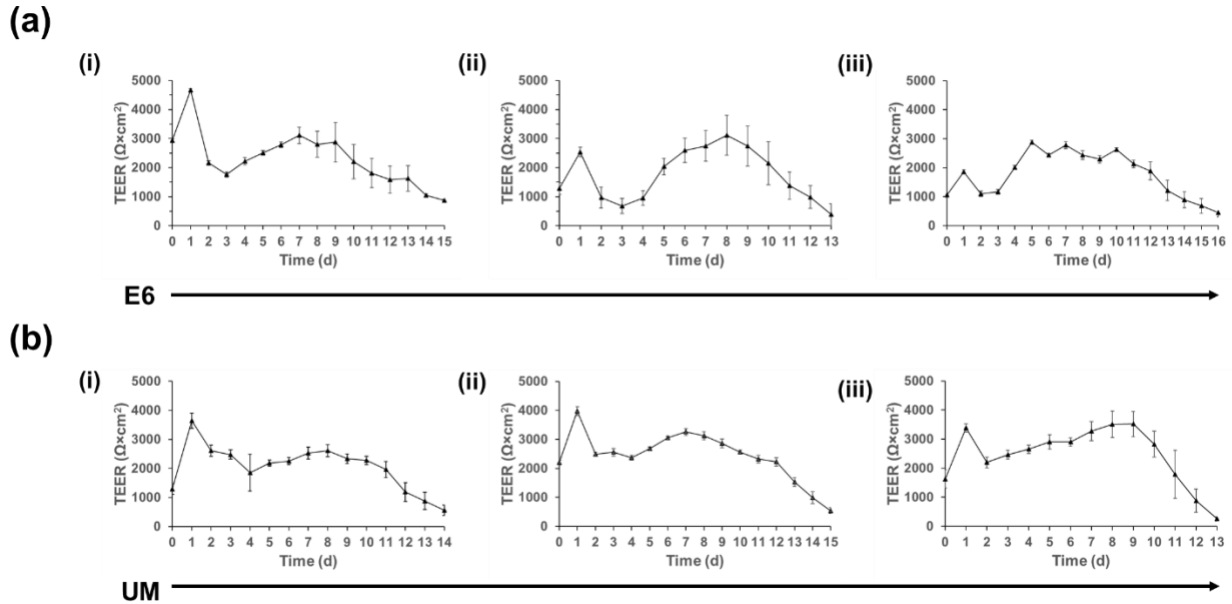 (a)
(i)
TEER (Ω×cm²)
5000
4000
3000
2000
1000
0
0 1 2 3 4 5 6 7 8 9 10 11 12 13 14 15
Time (d)
(ii)
TEER (Ω×cm²)
5000
4000
3000
2000
1000
0
0 1 2 3 4 5 6 7 8 9 10 11 12 13
Time (d)
(iii)
TEER (Ω×cm²)
5000
4000
3000
2000
1000
0
0 1 2 3 4 5 6 7 8 9 10 11 12 13 14 15 16
Time (d)
E6
(b)
(i)
TEER (Ω×cm²)
5000
4000
3000
2000
1000
0
0 1 2 3 4 5 6 7 8 9 10 11 12 13 14
Time (d)
(ii)
TEER (Ω×cm²)
5000
4000
3000
2000
1000
0
0 1 2 3 4 5 6 7 8 9 10 11 12 13 14 15
Time (d)
(iii)
TEER (Ω×cm²)
5000
4000
3000
2000
1000
0
0 1 2 3 4 5 6 7 8 9 10 11 12 13
Time (d)
UM